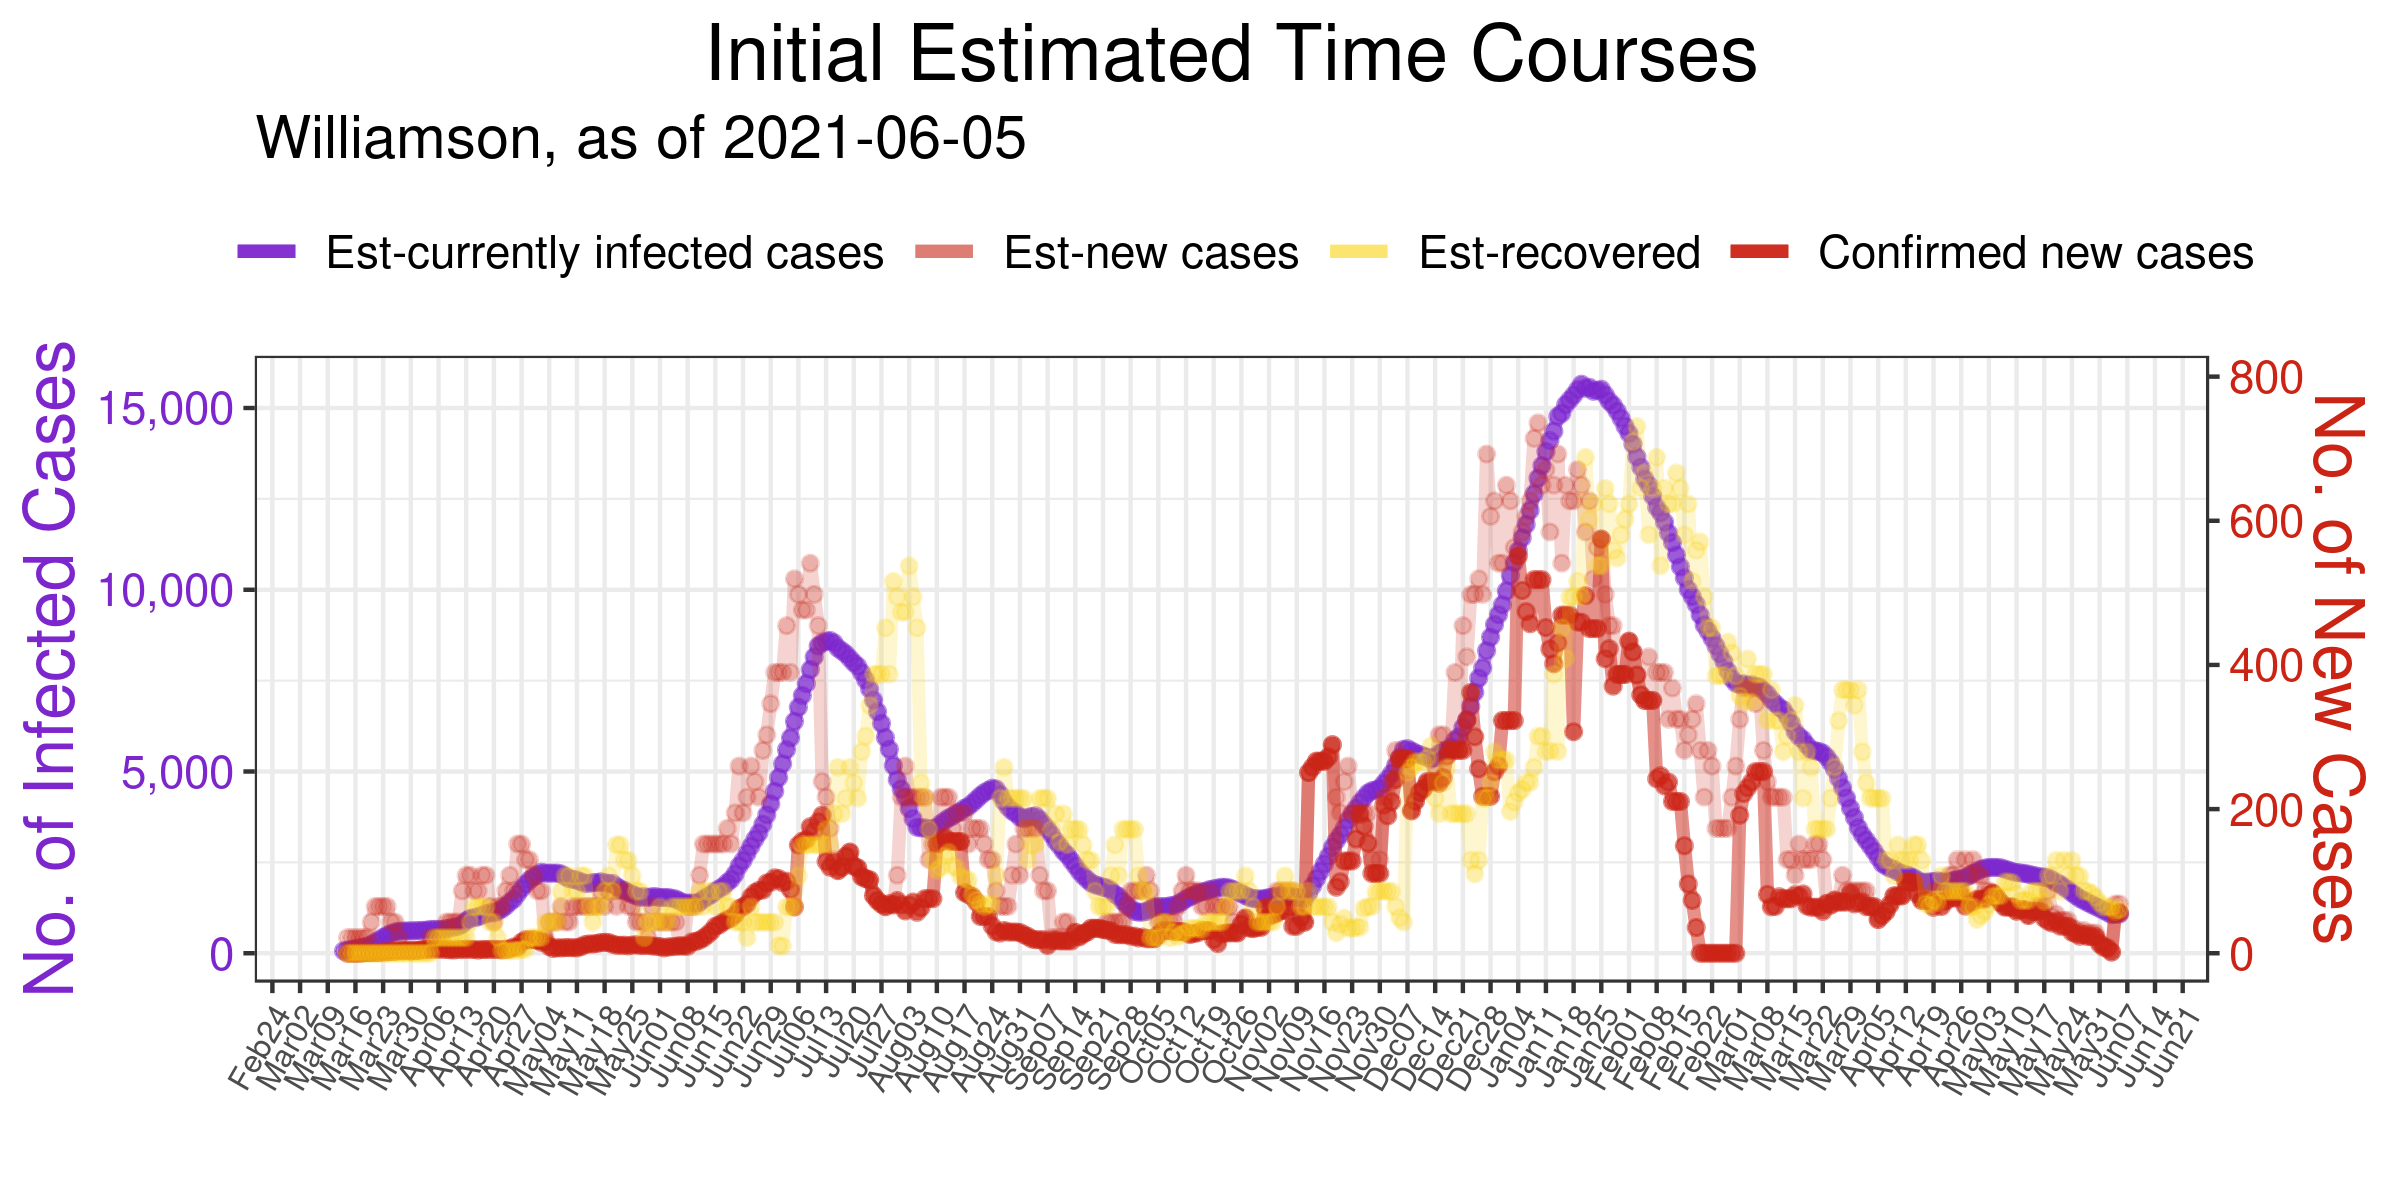 Initial Estimated Time Courses
Williamson, as of 2021-06-05
Est-currently infected cases Est-new cases Est-recovered Confirmed new cases
No. of Infected Cases
15,000
10,000
5,000
0
800
600
400
200
0
No. of New Cases
Feb24 Mar02 Mar09 Mar16 Mar23 Mar30 Apr06 Apr13 Apr20 Apr27 May04 May11 May18 May25 Jun01 Jun08 Jun15 Jun22 Jun29 Jul06 Jul13 Jul20 Jul27 Aug03 Aug10 Aug17 Aug24 Aug31 Sep07 Sep14 Sep21 Sep28 Oct05 Oct12 Oct19 Oct26 Nov02 Nov09 Nov16 Nov23 Nov30 Dec07 Dec14 Dec21 Dec28 Jan04 Jan11 Jan18 Jan25 Feb01 Feb08 Feb15 Feb22 Mar01 Mar08 Mar15 Mar22 Mar29 Apr05 Apr12 Apr19 Apr26 May03 May10 May17 May24 May31 Jun07 Jun14 Jun21